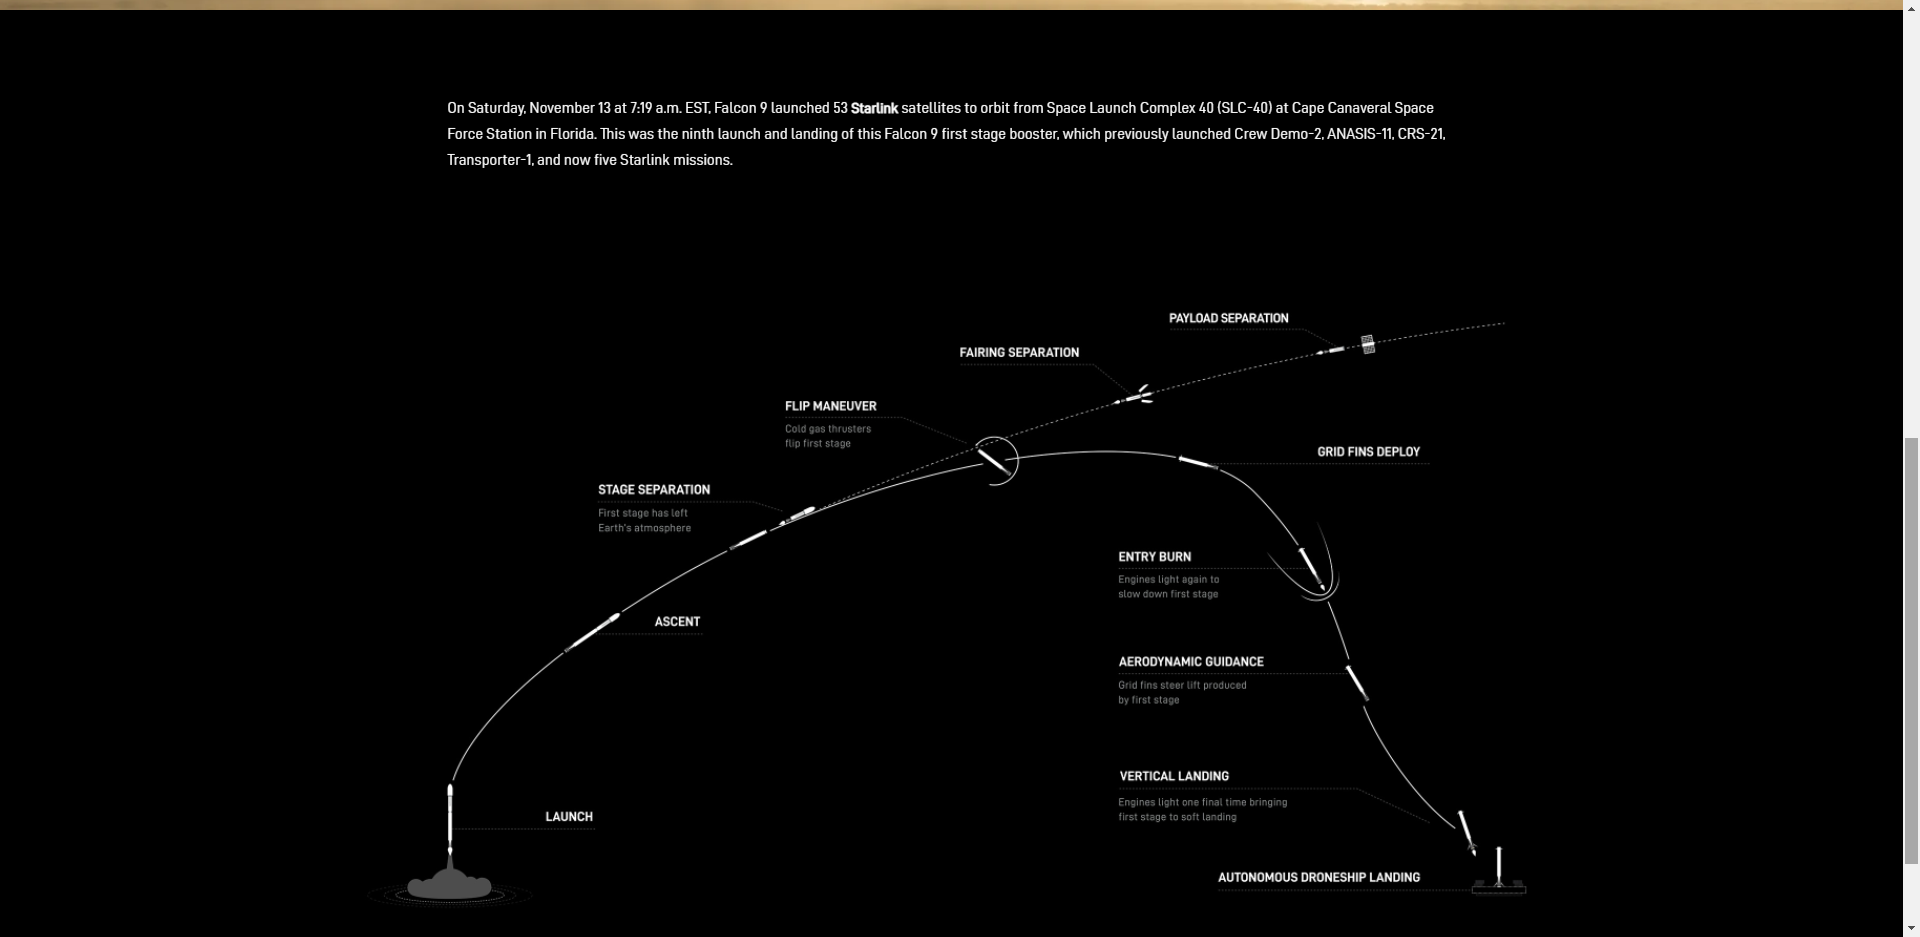 On Saturday, November 13 at 7:19 a.m. EST, Falcon 9 launched 53 Starlink satellites to orbit from Space Launch Complex 40 (SLC-40) at Cape Canaveral Space
Force Station in Florida. This was the ninth launch and landing of this Falcon 9 first stage booster, which previously launched Crew Demo-2, ANASIS-11, CRS-21,
Transporter-1, and now five Starlink missions.
PAYLOAD SEPARATION
FAIRING SEPARATION
FLIP MANEUVER
Cold gas thrusters
flip first stage
GRID FINS DEPLOY
STAGE SEPARATION
First stage has left
Earth's atmosphere
ENTRY BURN
Engines light again to
slow down first stage
ASCENT
AERODYNAMIC GUIDANCE
Grid fins steer lift produced
by first stage
VERTICAL LANDING
Engines light one final time bringing
first stage to soft landing
LAUNCH
AUTONOMOUS DRONESHIP LANDING